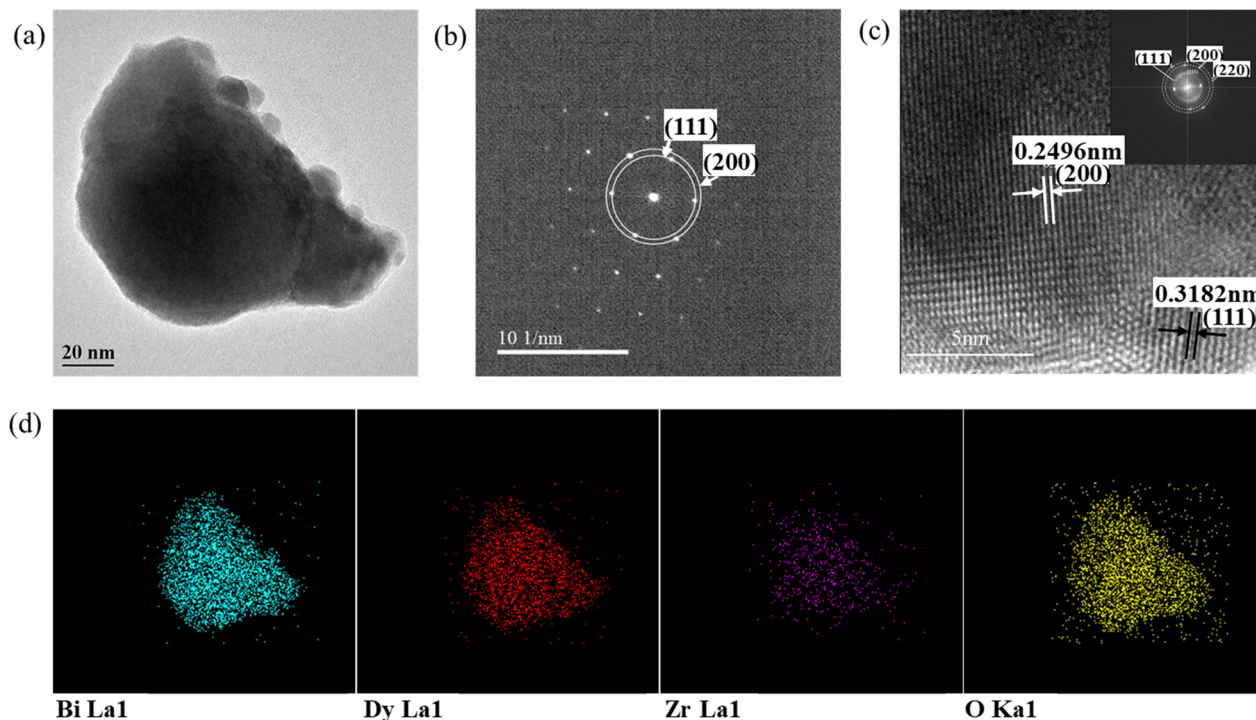 (a)
20 nm
(b)
(111)
(200)
10 1/nm
(c)
(111)
(200)
(220)
0.2496nm
(200)
0.3182nm
(111)
5nm
(d)
Bi La1
Dy La1
Zr La1
O Ka1